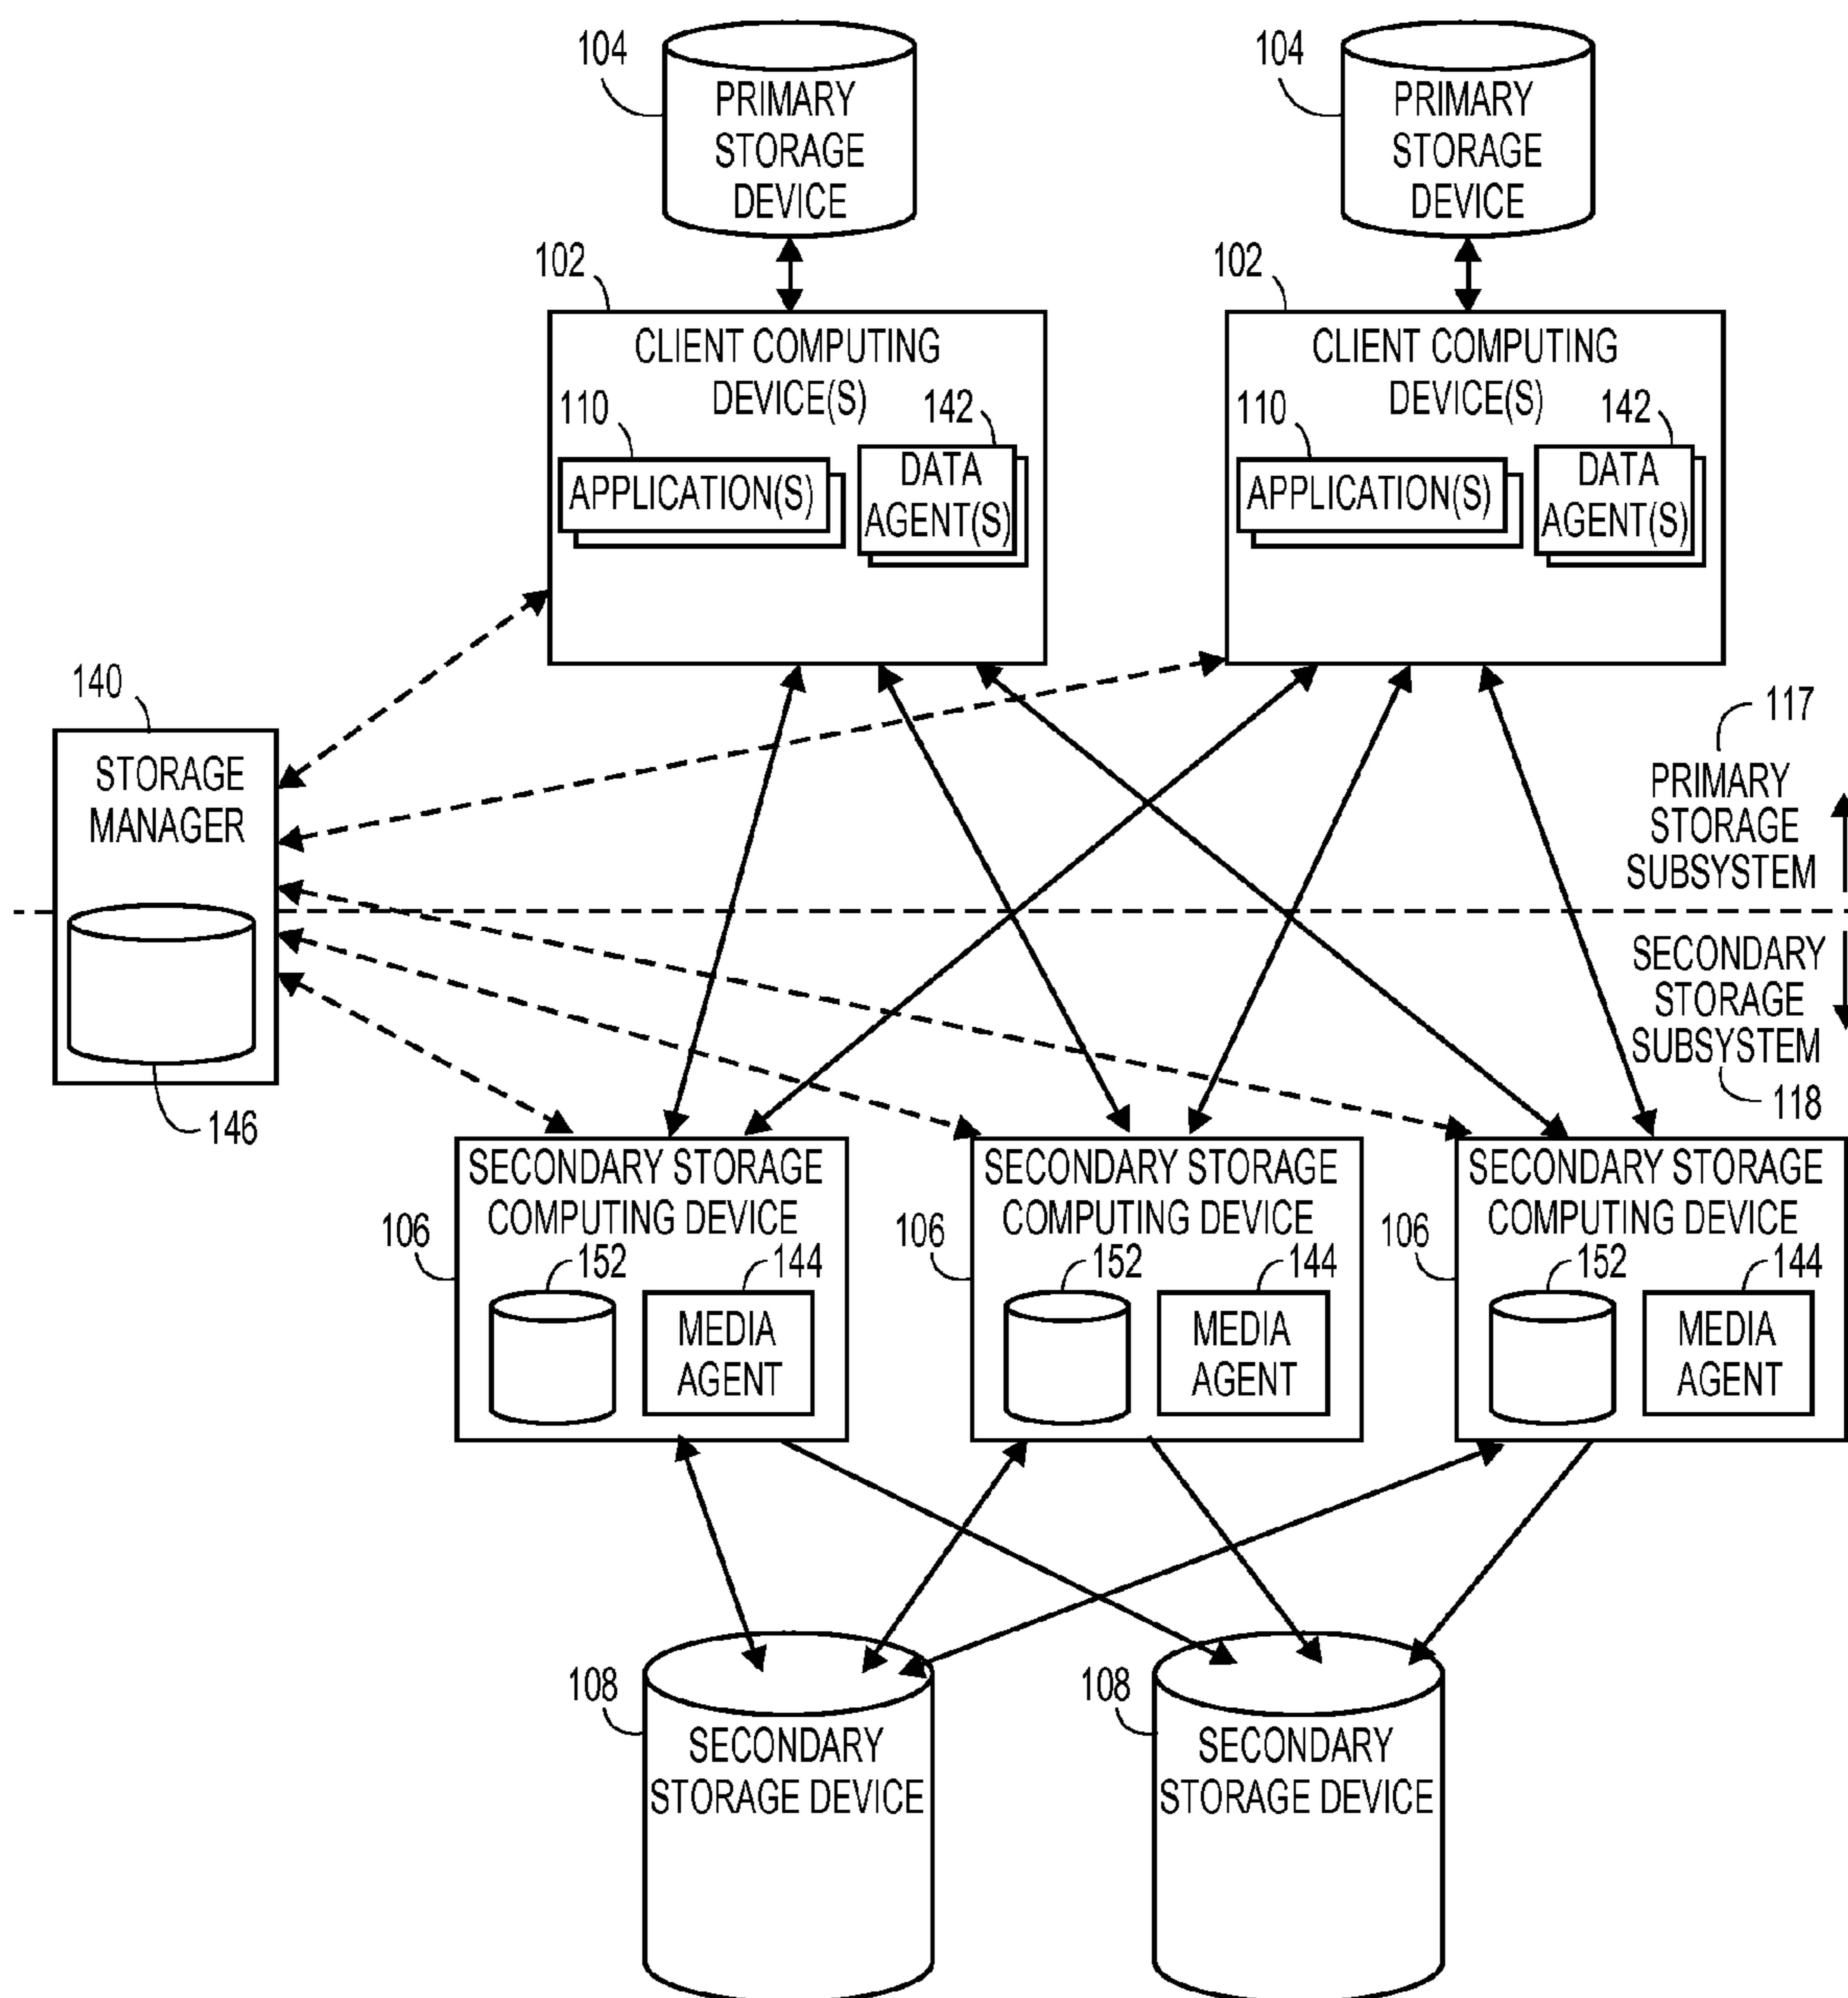 104
PRIMARY
STORAGE
DEVICE
104
PRIMARY
STORAGE
DEVICE
102
CLIENT COMPUTING
DEVICE(S)
110
142
APPLICATION(S)
DATA
AGENT(S)
102
CLIENT COMPUTING
DEVICE(S)
110
142
APPLICATION(S)
DATA
AGENT(S)
140
STORAGE
MANAGER
146
117
PRIMARY
STORAGE
SUBSYSTEM
SECONDARY
STORAGE
SUBSYSTEM
118
SECONDARY STORAGE
COMPUTING DEVICE
106
152
144
MEDIA
AGENT
SECONDARY STORAGE
COMPUTING DEVICE
106
152
144
MEDIA
AGENT
SECONDARY STORAGE
COMPUTING DEVICE
106
152
144
MEDIA
AGENT
108
SECONDARY
STORAGE DEVICE
108
SECONDARY
STORAGE DEVICE